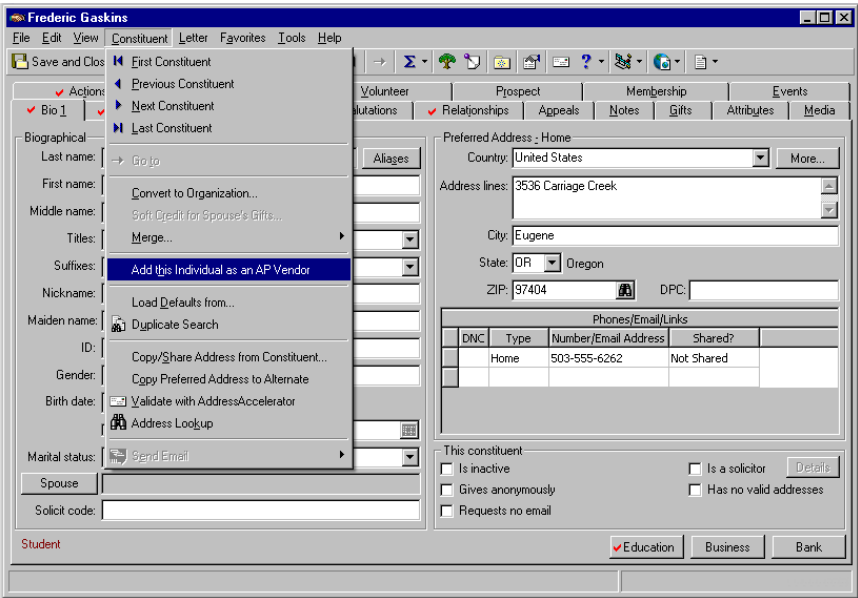 Frederic Gaskins
File Edit View Constituent Letter Favorites Tools Help
Save and Clos
First Constituent
Previous Constituent
Next Constituent
Last Constituent
Go to
Convert to Organization...
Soft Credit for Spouse's Gifts...
Merge...
Add this Individual as an AP Vendor
Load Defaults from...
Duplicate Search
Copy/Share Address from Constituent...
Copy Preferred Address to Alternate
Validate with AddressAccelerator
Address Lookup
Send Email
Actions Volunteer Prospect Membership Events
Bio 1 alutations Relationships Appeals Notes Gifts Attributes Media
Biographical
Last name: Aliases
First name:
Middle name:
Titles:
Suffixes:
Nickname:
Maiden name:
ID:
Gender:
Birth date:
Marital status:
Spouse
Solicit code:
Preferred Address - Home
Country: United States More...
Address lines: 3536 Carriage Creek
City: Eugene
State: OR Oregon
ZIP: 97404 DPC:
Phones/Email/Links
DNC Type Number/Email Address Shared?
Home 503-555-6262 Not Shared
This constituent
Is inactive Is a solicitor Details
Gives anonymously Has no valid addresses
Requests no email
Student Education Business Bank